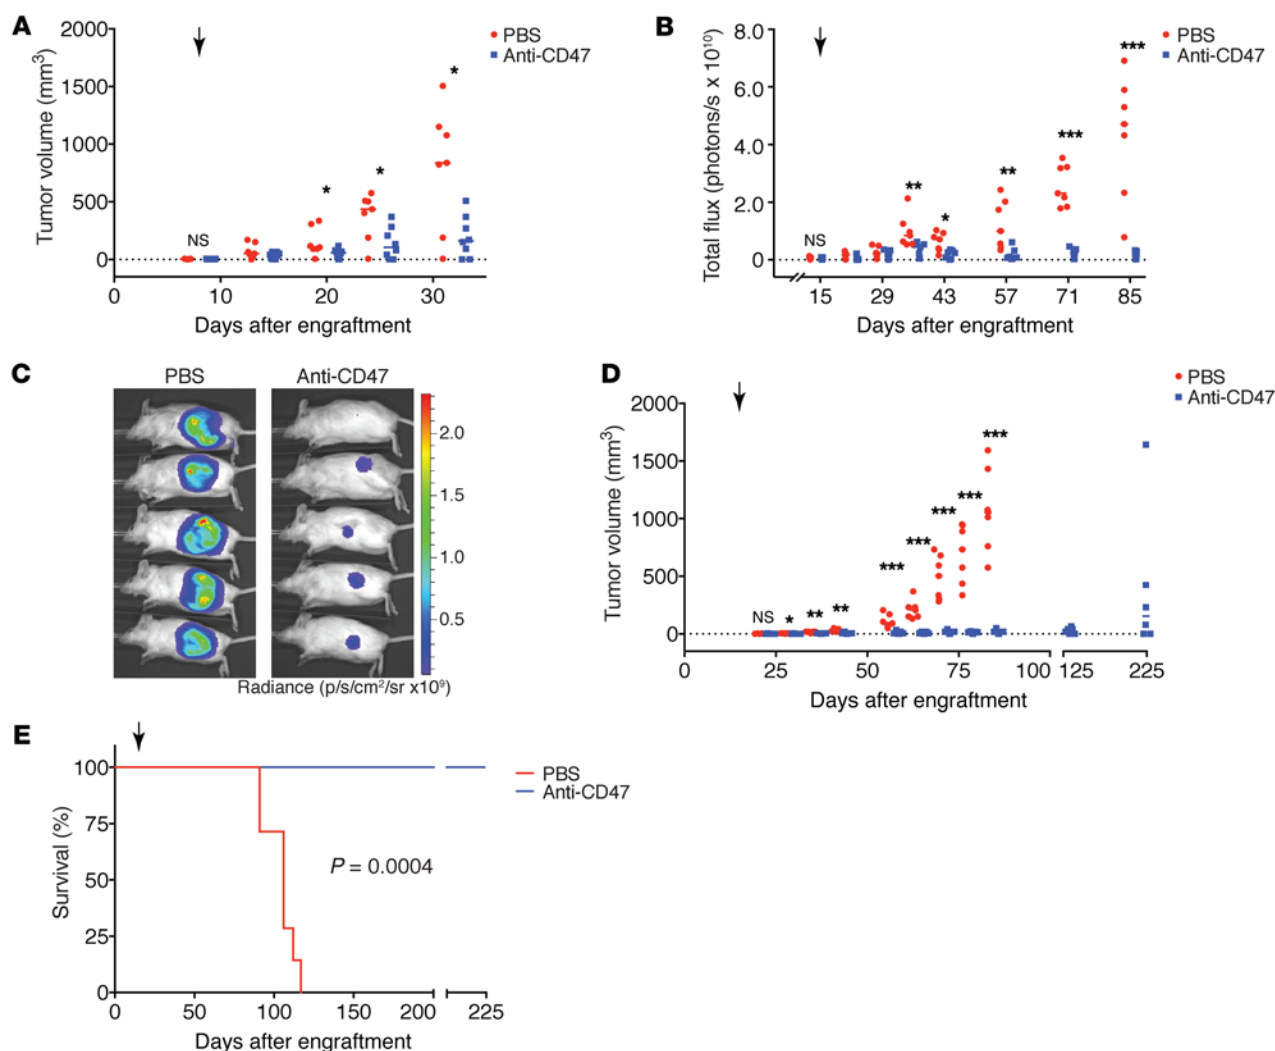 A
2000
1500
1000
500
0
Tumor volume (mm³)
NS
*
*
*
0
10
20
30
Days after engraftment
PBS
Anti-CD47
B
8.0
6.0
4.0
2.0
0
Total flux (photons/s x 10¹⁰)
NS
**
*
**
***
***
15
29
43
57
71
85
Days after engraftment
PBS
Anti-CD47
C
PBS
Anti-CD47
2.0
1.5
1.0
0.5
Radiance (p/s/cm²/sr x10⁹)
D
2000
1500
1000
500
0
Tumor volume (mm³)
NS
*
**
**
***
***
***
***
***
0
25
50
75
100
125
225
Days after engraftment
PBS
Anti-CD47
E
100
75
50
25
0
Survival (%)
P = 0.0004
0
50
100
150
200
225
Days after engraftment
PBS
Anti-CD47